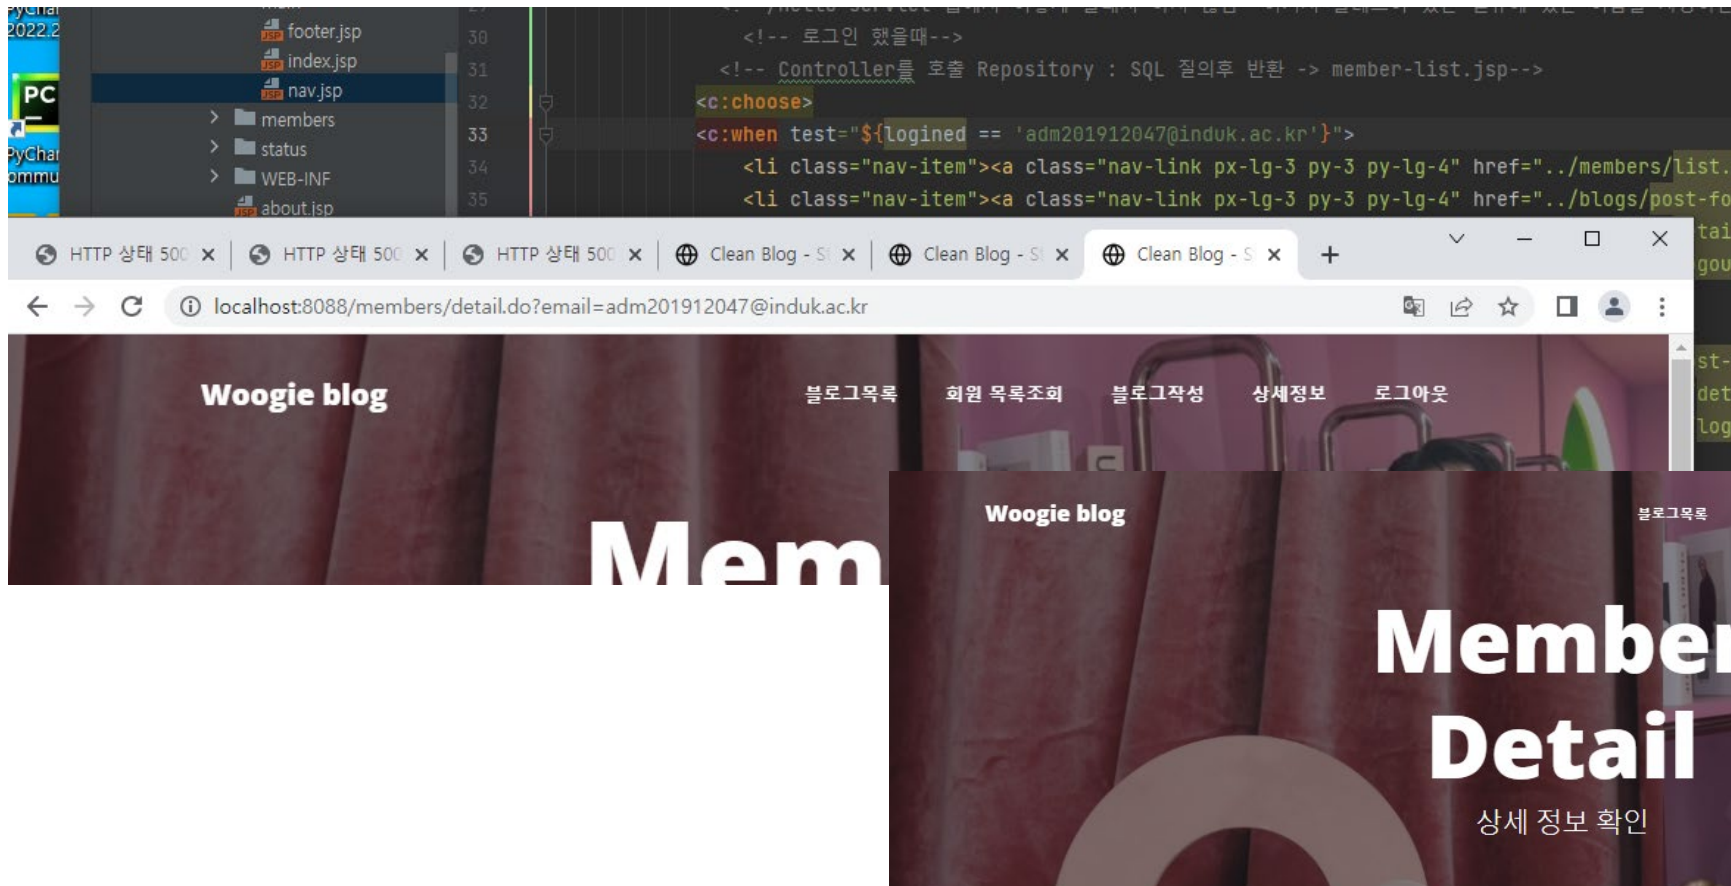 2022.2
footer.jsp
30
<!-- 로그인 했을때-->
index.jsp
31
<!-- Controller를 호출 Repository : SQL 질의후 반환 -> member-list.jsp-->
PC
nav.jsp
32
<c:choose>
members
33
<c:when test="${logined == 'adm201912047@induk.ac.kr'}">
status
34
<li class="nav-item"><a class="nav-link px-lg-3 py-3 py-lg-4" href="../members/list.
WEB-INF
35
<li class="nav-item"><a class="nav-link px-lg-3 py-3 py-lg-4" href="../blogs/post-fo
about.jsp
HTTP 상태 500
HTTP 상태 500
HTTP 상태 500
Clean Blog - S
Clean Blog - S
Clean Blog - S
localhost:8088/members/detail.do?email=adm201912047@induk.ac.kr
Woogie blog
블로그목록 회원 목록조회 블로그작성 상세정보 로그아웃
Mem
Woogie blog
블로그목록
Member
Detail
상세 정보 확인